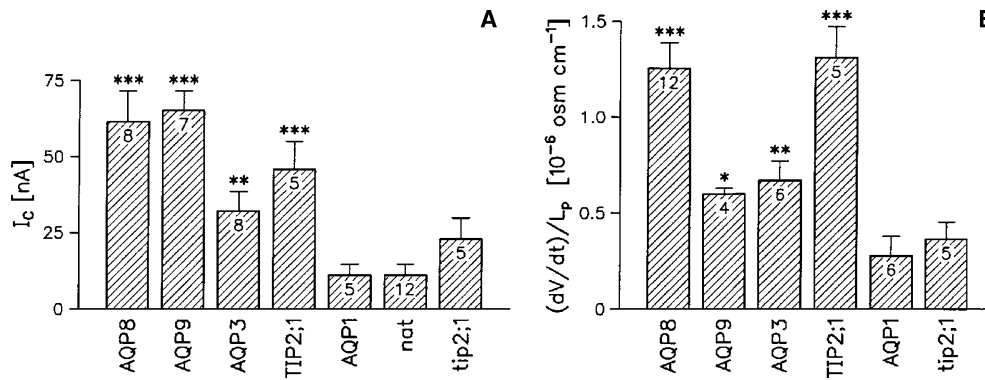 A
I_C [nA]
75
50
25
0
***
***
**
***
8
7
8
5
5
12
5
AQP8
AQP9
AQP3
TIP2;1
AQP1
nat
tip2;1
B
(dV/dt)/L_p [10⁻⁶ osm cm⁻¹]
1.5
1.0
0.5
0
***
*
**
***
12
4
6
5
6
5
AQP8
AQP9
AQP3
TIP2;1
AQP1
tip2;1